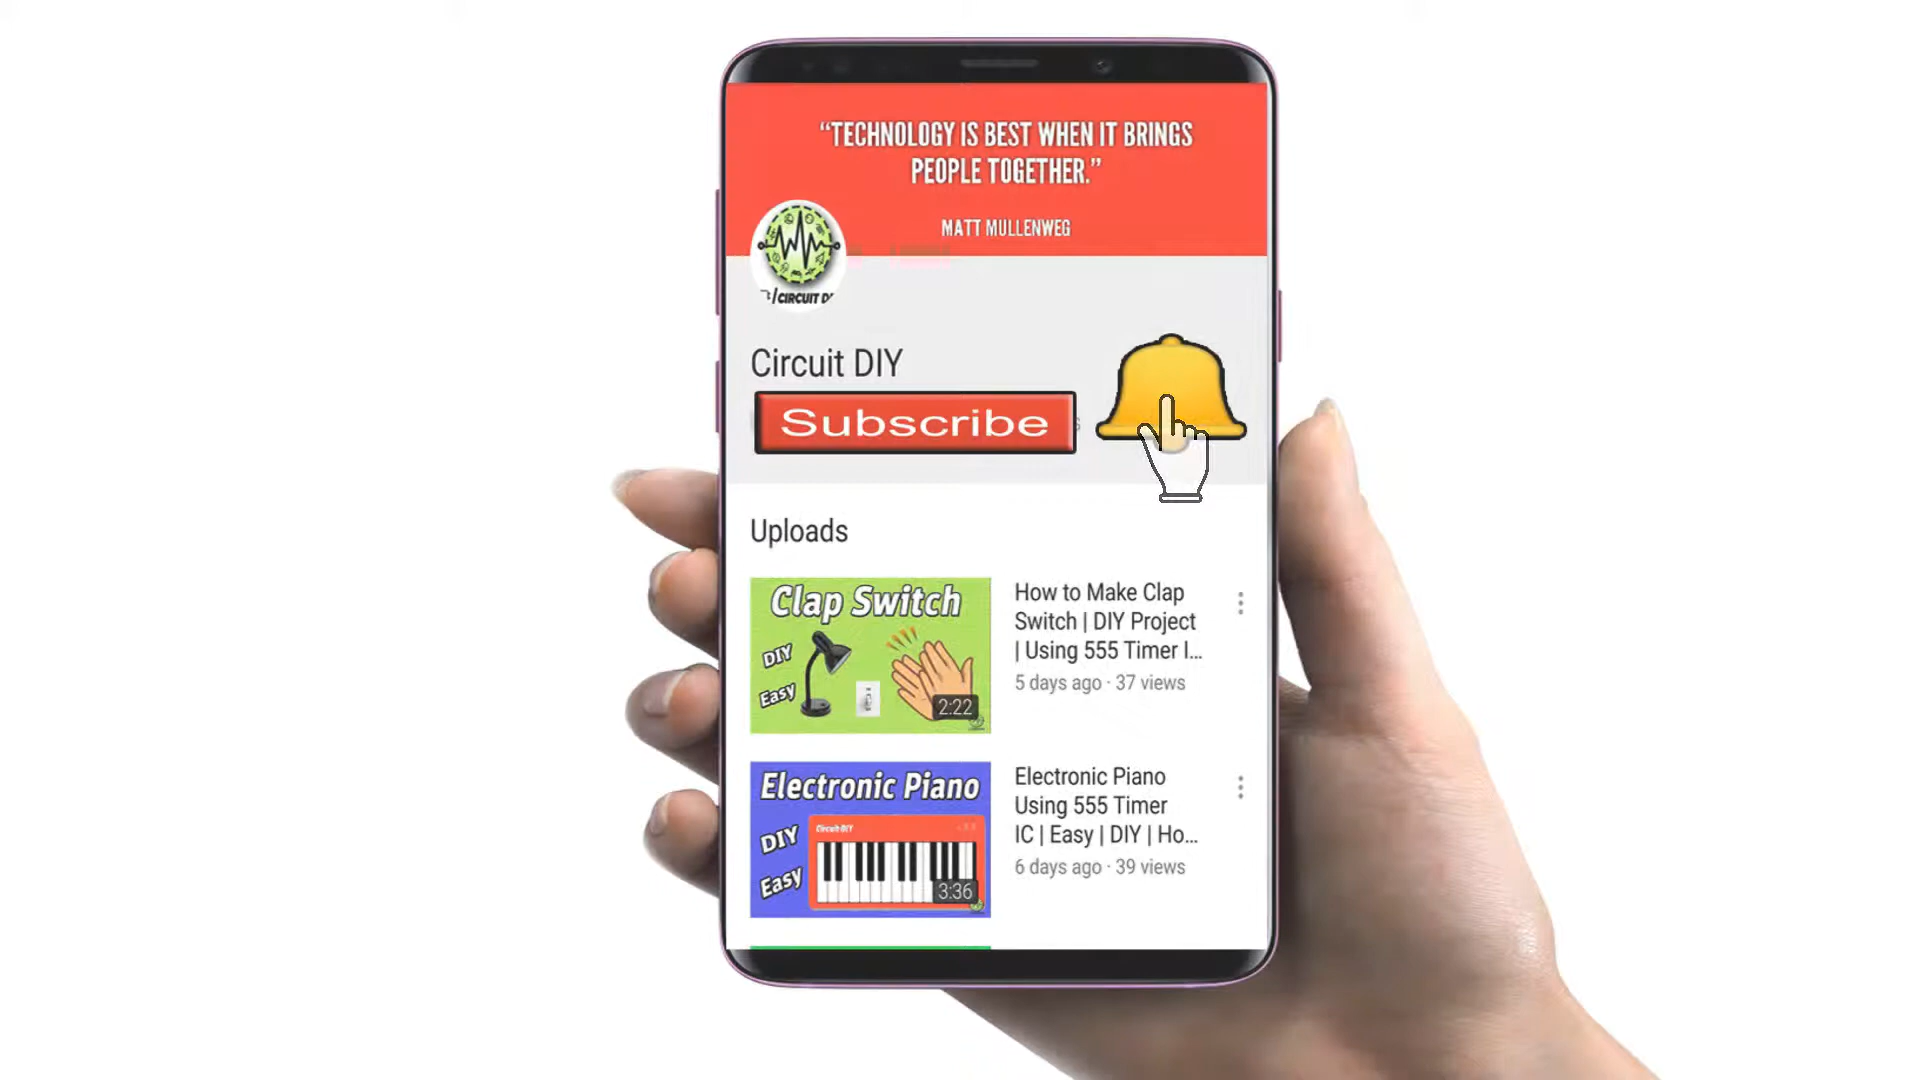 “TECHNOLOGY IS BEST WHEN IT BRINGS
PEOPLE TOGETHER.”
MATT MULLENWEG
/CIRCUIT D
Circuit DIY
Subscribe
Uploads
Clap Switch
DIY
Easy
2:22
How to Make Clap
Switch | DIY Project
| Using 555 Timer I...
5 days ago · 37 views
Electronic Piano
Circuit DIY
DIY
Easy
3:36
Electronic Piano
Using 555 Timer
IC | Easy | DIY | Ho...
6 days ago · 39 views